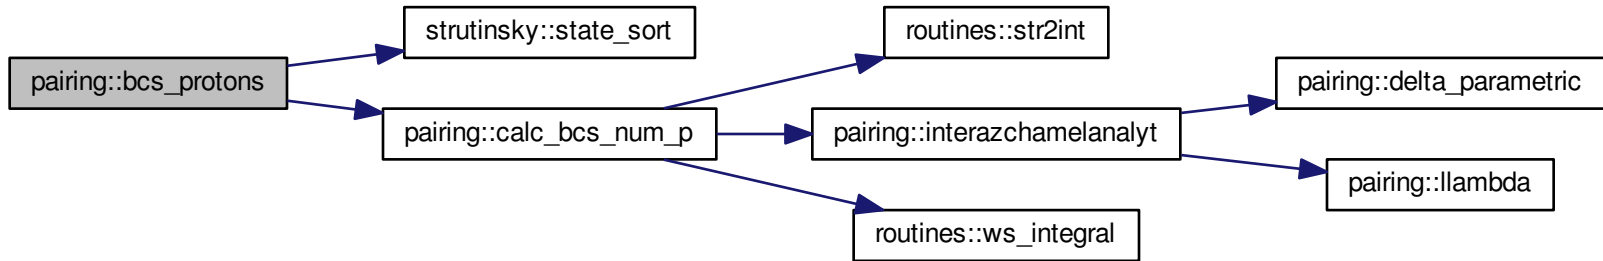 pairing::bcs_protons
strutinsky::state_sort
pairing::calc_bcs_num_p
routines::str2int
pairing::interazchamelanalyt
routines::ws_integral
pairing::delta_parametric
pairing::llambda